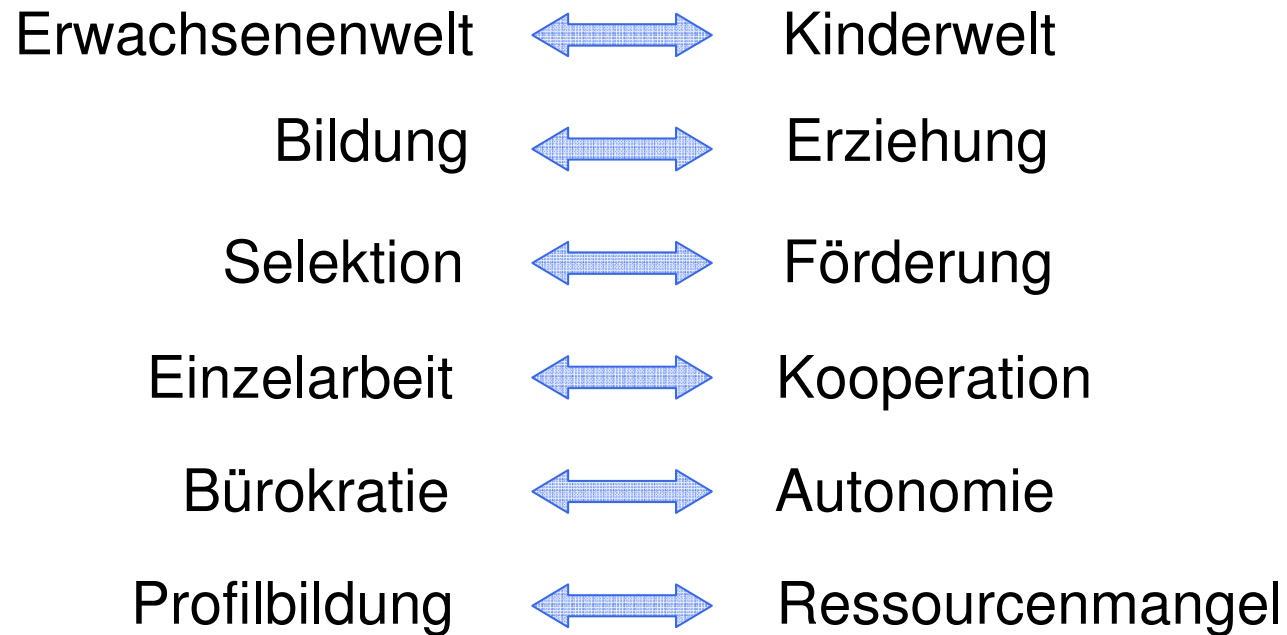 Erwachsenenwelt Kinderwelt
Bildung Erziehung
Selektion Förderung
Einzelarbeit Kooperation
Bürokratie Autonomie
Profilbildung Ressourcenmangel